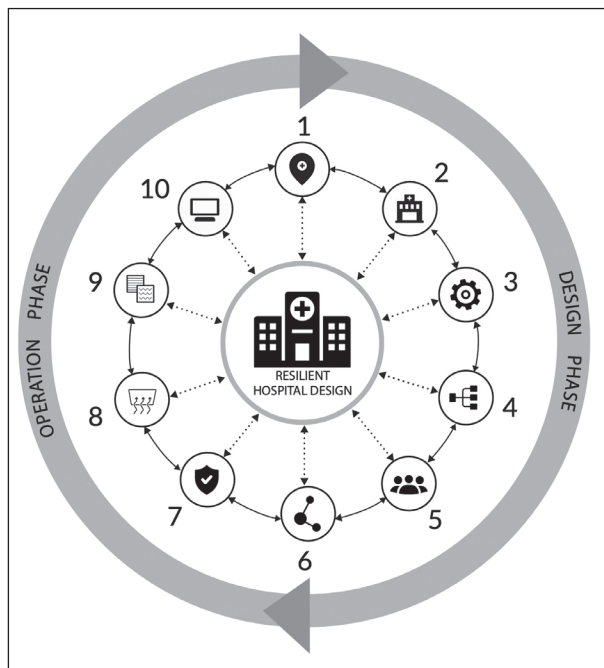 1
2
3
4
5
6
7
8
9
10
OPERATION PHASE
DESIGN PHASE
RESILIENT
HOSPITAL DESIGN